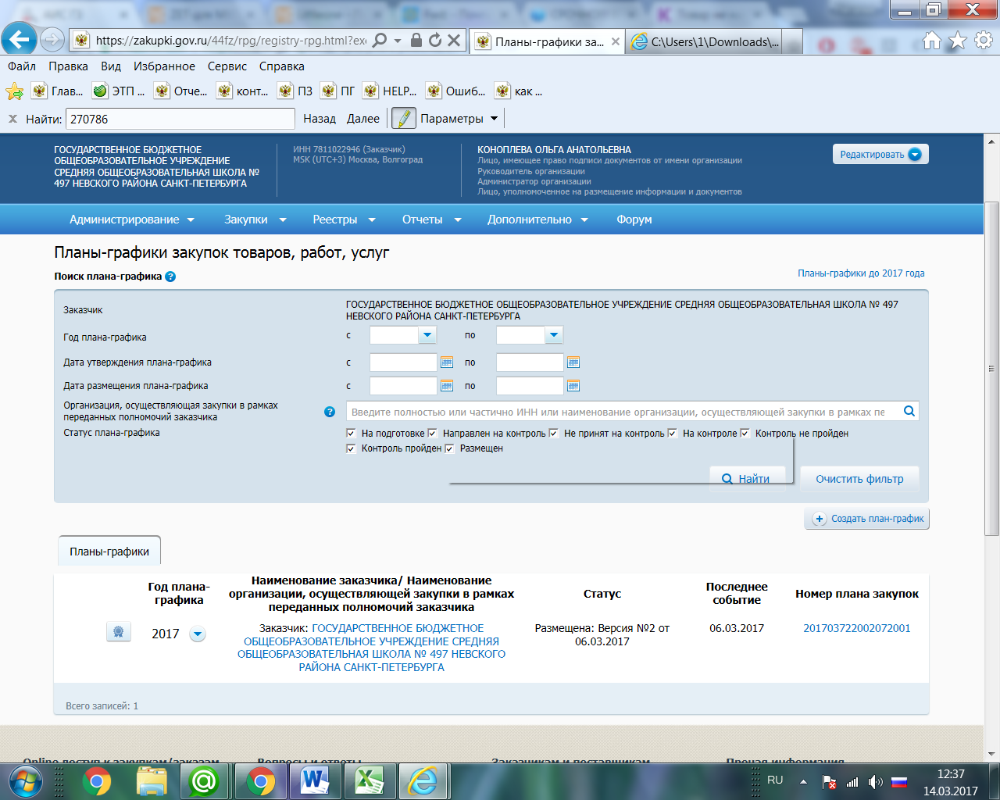 https://zakupki.gov.ru/44fz/rpg/registry-rpg.html?exe
Планы-графики за...
C:\Users\1\Downloads\...
Файл Правка Вид Избранное Сервис Справка
Глав... ЭТП ... Отче... конт... ПЗ ПГ HELP... Ошиб... как ...
x Найти: 270786 Назад Далее Параметры
ГОСУДАРСТВЕННОЕ БЮДЖЕТНОЕ
ОБЩЕОБРАЗОВАТЕЛЬНОЕ УЧРЕЖДЕНИЕ
СРЕДНЯЯ ОБЩЕОБРАЗОВАТЕЛЬНАЯ ШКОЛА №
497 НЕВСКОГО РАЙОНА САНКТ-ПЕТЕРБУРГА
ИНН 7811022946 (Заказчик)
MSK (UTC+3) Москва, Волгоград
КОНОПЛЕВА ОЛЬГА АНАТОЛЬЕВНА
Лицо, имеющее право подписи документов от имени организации
Руководитель организации
Администратор организации
Лицо, уполномоченное на размещение информации и документов
Редактировать
Администрирование Закупки Реестры Отчеты Дополнительно Форум
Планы-графики закупок товаров, работ, услуг
Поиск плана-графика ?
Планы-графики до 2017 года
Заказчик
ГОСУДАРСТВЕННОЕ БЮДЖЕТНОЕ ОБЩЕОБРАЗОВАТЕЛЬНОЕ УЧРЕЖДЕНИЕ СРЕДНЯЯ ОБЩЕОБРАЗОВАТЕЛЬНАЯ ШКОЛА № 497
НЕВСКОГО РАЙОНА САНКТ-ПЕТЕРБУРГА
Год плана-графика с по
Дата утверждения плана-графика с по
Дата размещения плана-графика с по
Организация, осуществляющая закупки в рамках
переданных полномочий заказчика
? Введите полностью или частично ИНН или наименование организации, осуществляющей закупки в рамках пе
Статус плана-графика
На подготовке Направлен на контроль Не принят на контроль На контроле Контроль не пройден
Контроль пройден Размещен
Найти Очистить фильтр
Создать план-график
Планы-графики
Год плана-
графика
Наименование заказчика/ Наименование
организации, осуществляющей закупки в рамках
переданных полномочий заказчика
Статус
Последнее
событие
Номер плана закупок
2017
Заказчик: ГОСУДАРСТВЕННОЕ БЮДЖЕТНОЕ
ОБЩЕОБРАЗОВАТЕЛЬНОЕ УЧРЕЖДЕНИЕ СРЕДНЯЯ
ОБЩЕОБРАЗОВАТЕЛЬНАЯ ШКОЛА № 497 НЕВСКОГО
РАЙОНА САНКТ-ПЕТЕРБУРГА
Размещена: Версия №2 от
06.03.2017
06.03.2017
201703722002072001
Всего записей: 1
Online доступ к закупкам/заказам Вопросы и ответы Заказчикам и поставщикам Прочая информация
RU
12:37
14.03.2017